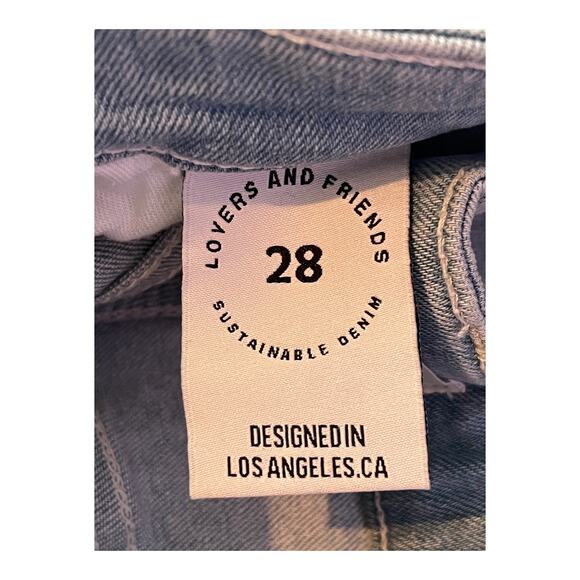 LOVERS AND FRIENDS
28
SUSTAINABLE DENIM
DESIGNED IN
LOS ANGELES.CA